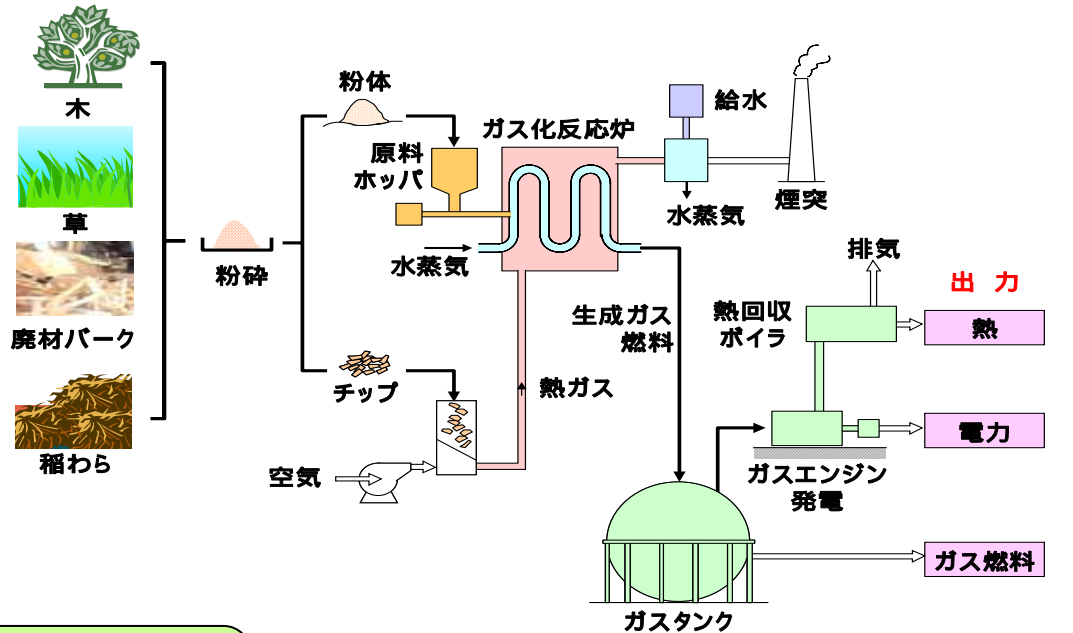 木
草
廃材バーク
稲わら
粉砕
粉体
原料
ホッパ
水蒸気
チップ
空気
熱ガス
ガス化反応炉
給水
水蒸気
煙突
生成ガス
燃料
ガスタンク
排気
熱回収
ボイラ
ガスエンジン
発電
出 力
熱
電力
ガス燃料